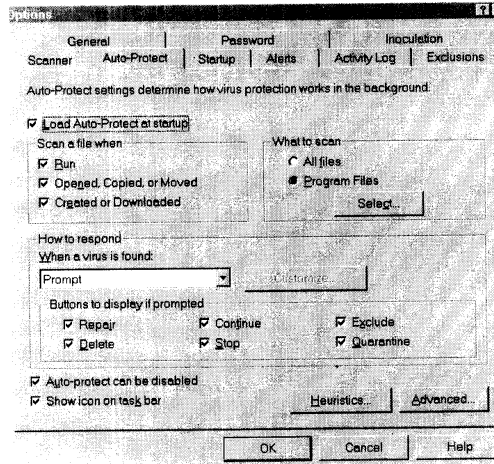 Options
General Password Inoculation
Scanner Auto-Protect Startup Alerts Activity Log Exclusions
Auto-Protect settings determine how virus protection works in the background.
Load Auto-Protect at startup
Scan a file when
Run
Opened, Copied, or Moved
Created or Downloaded
What to scan
All files
Program Files
Select...
How to respond
When a virus is found:
Prompt
Customize...
Buttons to display if prompted
Repair Continue Exclude
Delete Stop Quarantine
Auto-protect can be disabled
Show icon on task bar
Heuristics... Advanced...
OK Cancel Help